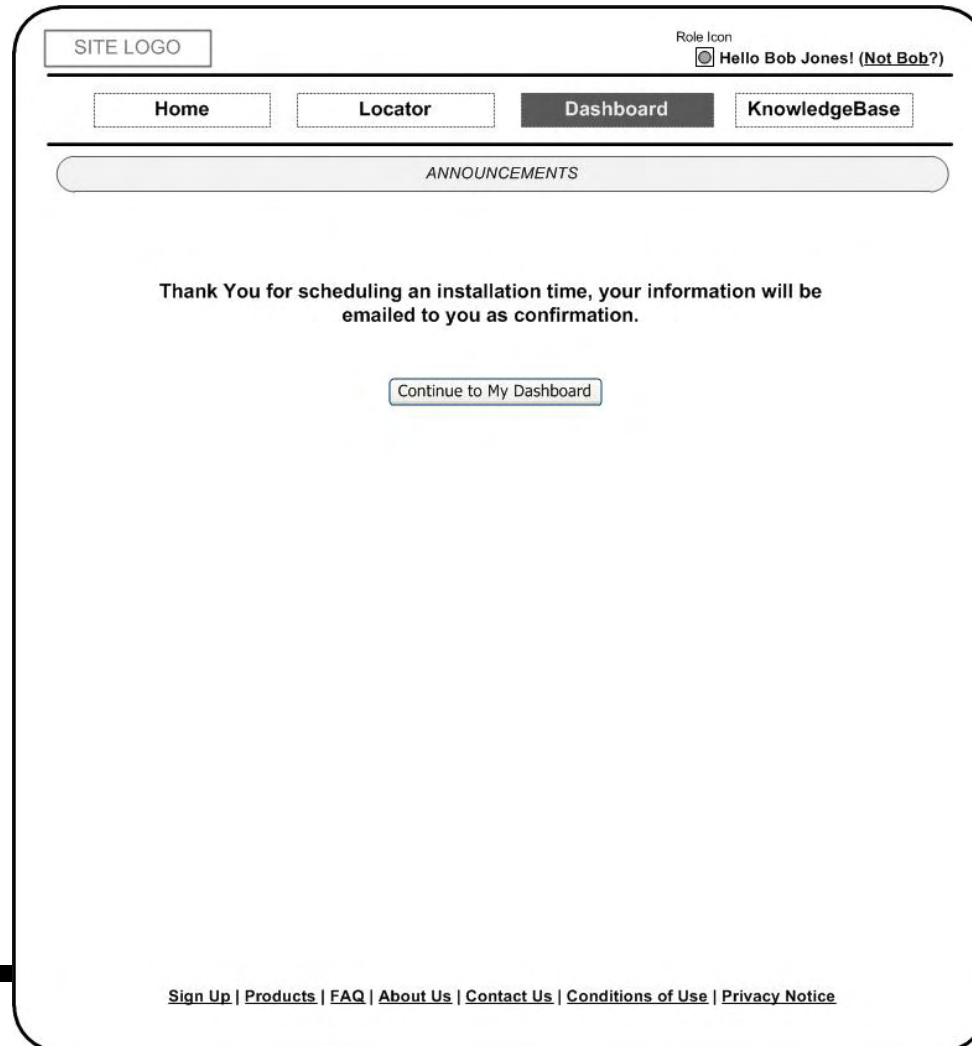 SITE LOGO
Role Icon
Hello Bob Jones! (Not Bob?)
Home Locator Dashboard KnowledgeBase
ANNOUNCEMENTS
Thank You for scheduling an installation time, your information will be
emailed to you as confirmation.
Continue to My Dashboard
Sign Up | Products | FAQ | About Us | Contact Us | Conditions of Use | Privacy Notice